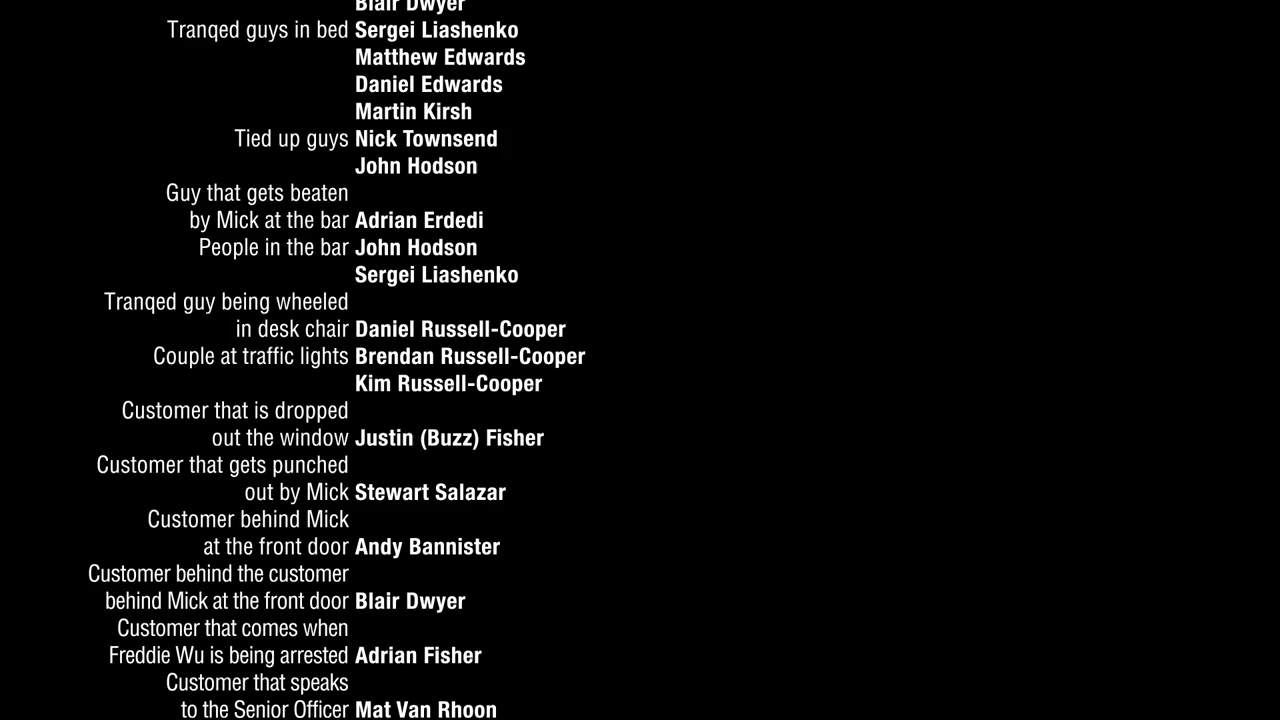 Blair Dwyer
Tranqed guys in bed Sergei Liashenko
Matthew Edwards
Daniel Edwards
Martin Kirsh
Tied up guys Nick Townsend
John Hodson
Guy that gets beaten
by Mick at the bar Adrian Erdedi
People in the bar John Hodson
Sergei Liashenko
Tranqed guy being wheeled
in desk chair Daniel Russell-Cooper
Couple at traffic lights Brendan Russell-Cooper
Kim Russell-Cooper
Customer that is dropped
out the window Justin (Buzz) Fisher
Customer that gets punched
out by Mick Stewart Salazar
Customer behind Mick
at the front door Andy Bannister
Customer behind the customer
behind Mick at the front door Blair Dwyer
Customer that comes when
Freddie Wu is being arrested Adrian Fisher
Customer that speaks
to the Senior Officer Mat Van Rhoon